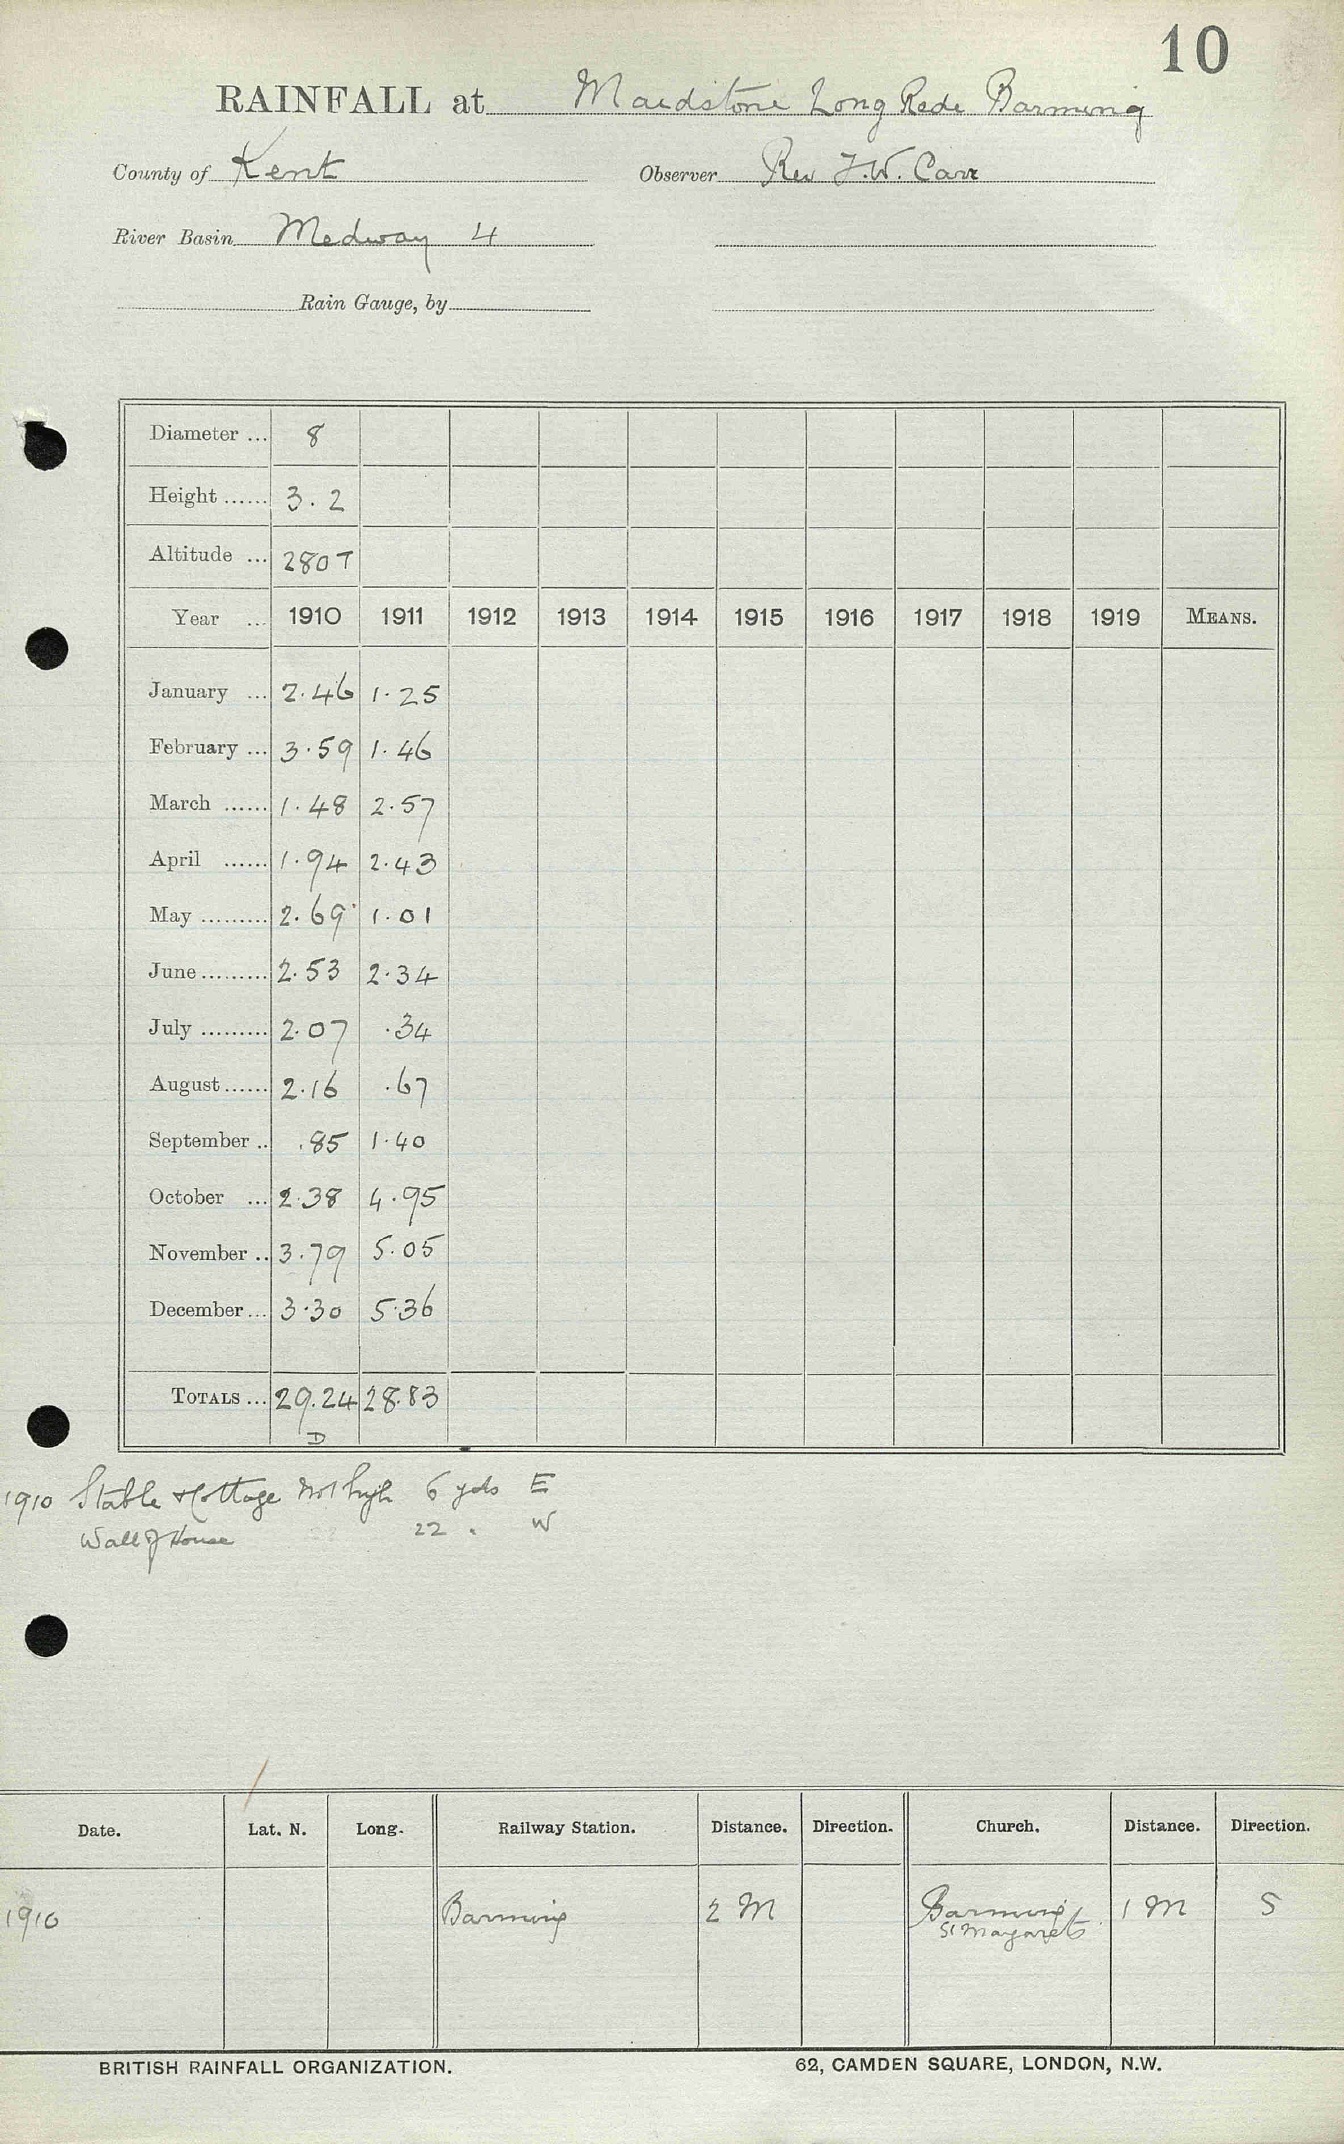 10
RAINFALL at Maidstone Long Rede Barming
County of Kent Observer Rev F.W. Carr
River Basin Medway 4
Rain Gauge, by
Diameter ... 8
Height ...... 3.2
Altitude ... 280 T
Year ... 1910 1911 1912 1913 1914 1915 1916 1917 1918 1919 MEANS.
January ... 2.46 1.25
February ... 3.59 1.46
March ...... 1.48 2.57
April ...... 1.94 2.43
May ......... 2.69 1.01
June ......... 2.53 2.34
July ......... 2.07 .34
August ...... 2.16 .67
September .. .85 1.40
October ... 2.38 4.95
November .. 3.79 5.05
December ... 3.30 5.36
TOTALS ... 29.24 28.83
D
1910 Stable & Cottage not high 6 yds E
Wall of House 22 . W
Date. Lat. N. Long. Railway Station. Distance. Direction. Church. Distance. Direction.
1910 Barming 2 M Barming 1 M S
St Margarets
BRITISH RAINFALL ORGANIZATION. 62, CAMDEN SQUARE, LONDON, N.W.